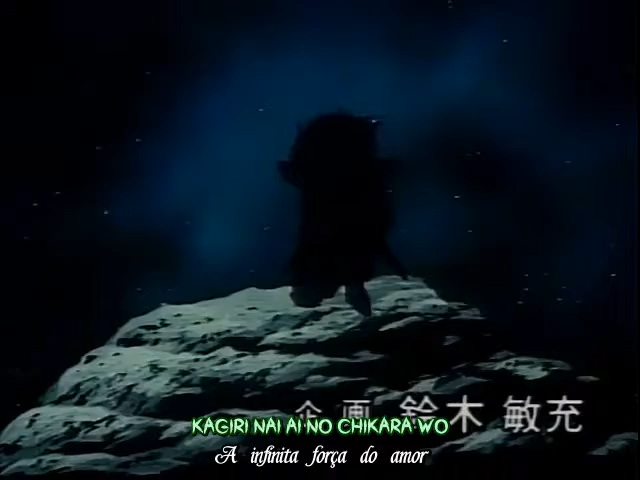 企画 鈴木 敏充
KAGIRI NAI AI NO CHIKARA WO
A infinita força do amor